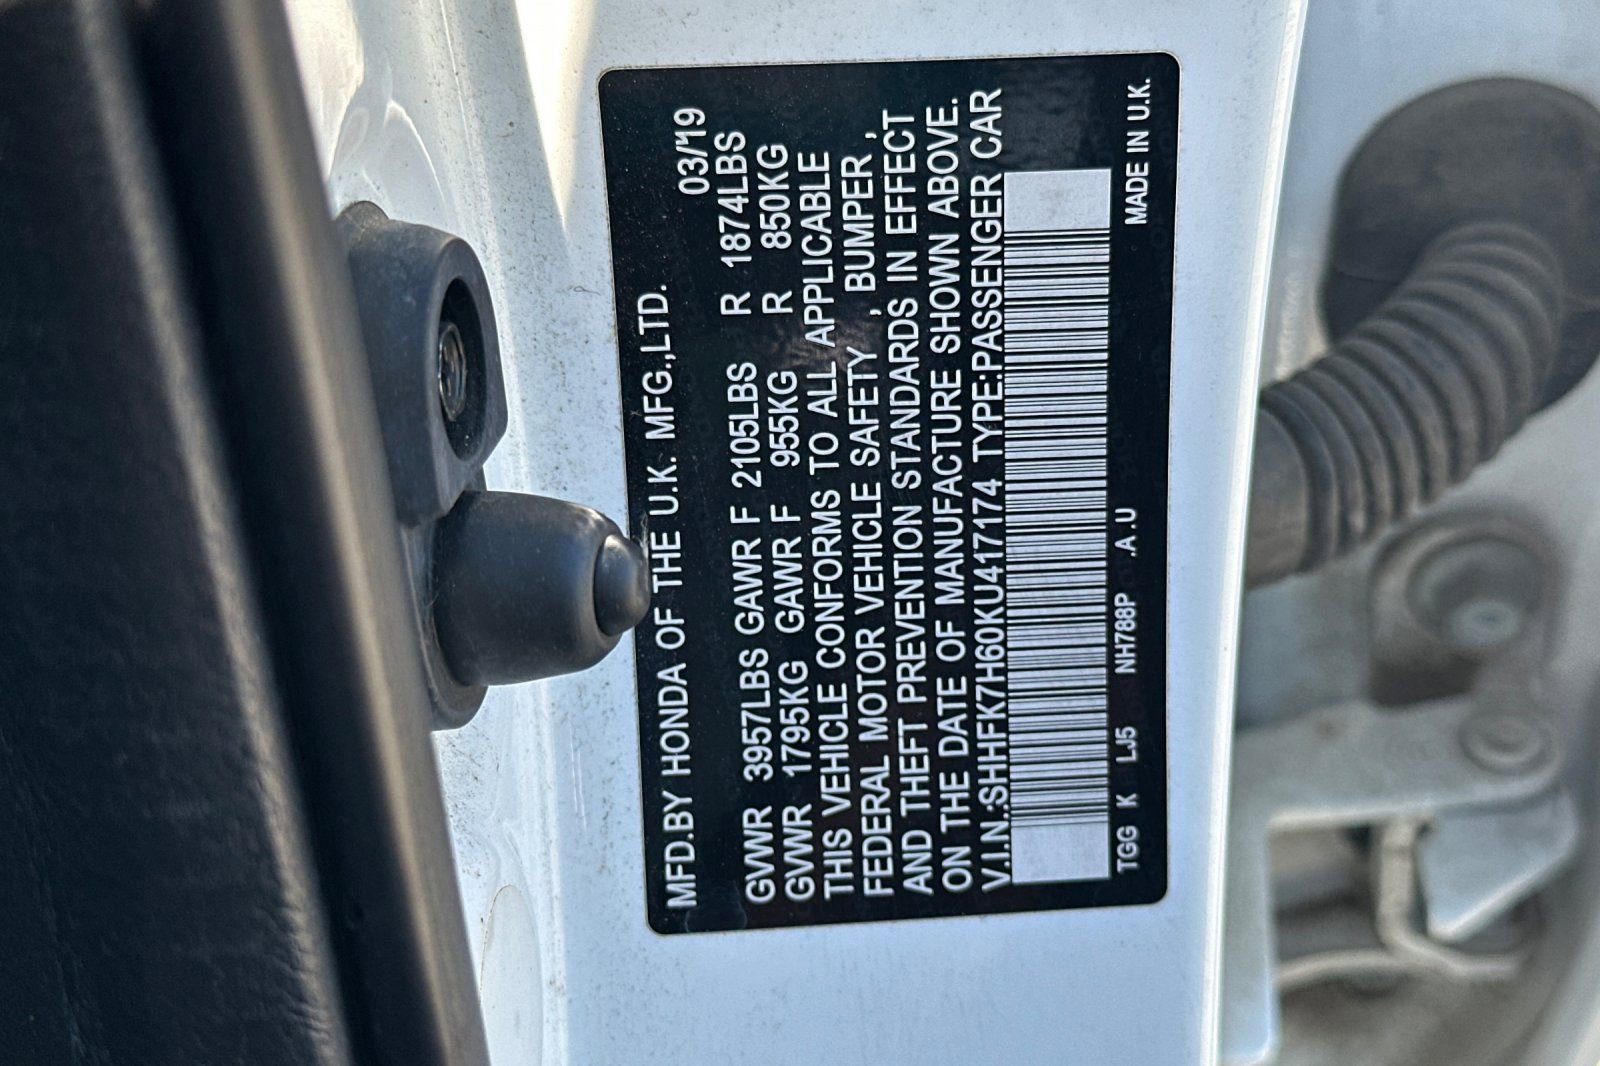 MFD.BY HONDA OF THE U.K. MFG.,LTD. 03/'19
GVWR 3957LBS GAWR F 2105LBS R 1874LBS
GVWR 1795KG GAWR F 955KG R 850KG
THIS VEHICLE CONFORMS TO ALL APPLICABLE
FEDERAL MOTOR VEHICLE SAFETY , BUMPER ,
AND THEFT PREVENTION STANDARDS IN EFFECT
ON THE DATE OF MANUFACTURE SHOWN ABOVE.
V.I.N.:SHHFK7H60KU417174 TYPE:PASSENGER CAR
TGG K LJ5 NH788P .A.U MADE IN U.K.